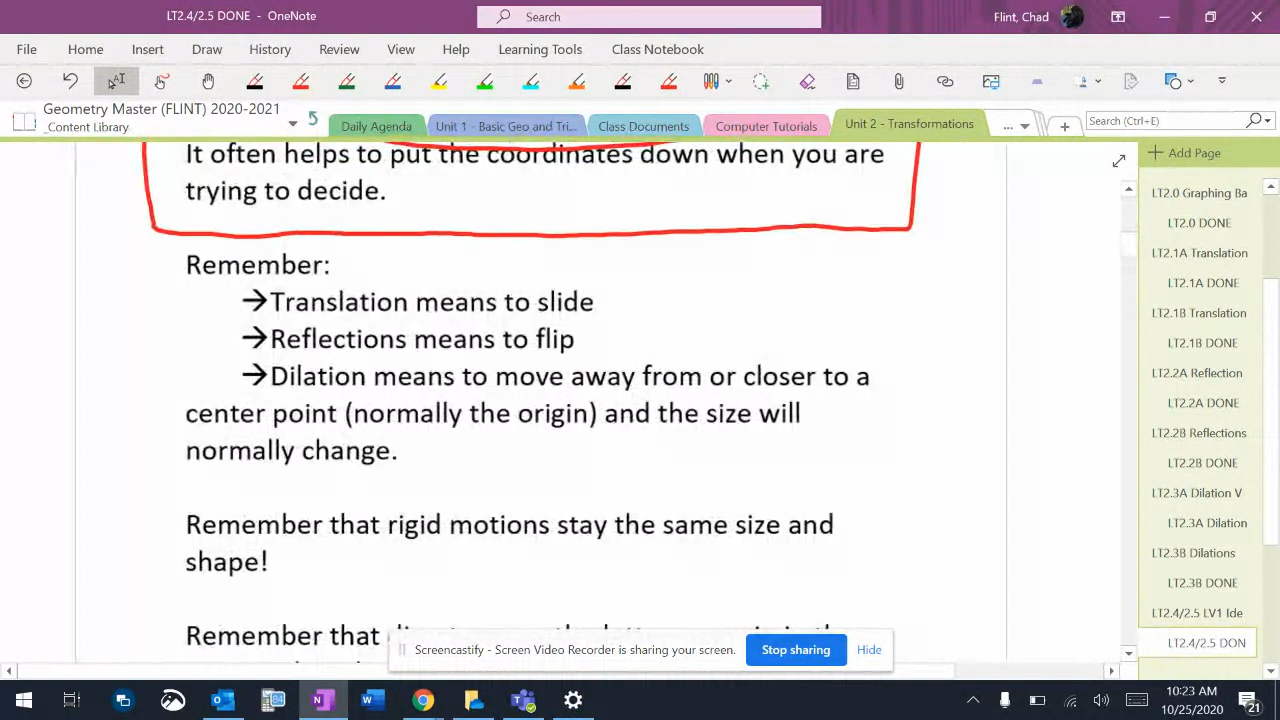 LT2.4/2.5 DONE - OneNote
Search
Flint, Chad
File Home Insert Draw History Review View Help Learning Tools Class Notebook
Geometry Master (FLINT) 2020-2021
_Content Library
Daily Agenda
Unit 1 - Basic Geo and Tri...
Class Documents
Computer Tutorials
Unit 2 - Transformations
...
Search (Ctrl+E)
It often helps to put the coordinates down when you are
trying to decide.
Remember:
→Translation means to slide
→Reflections means to flip
→Dilation means to move away from or closer to a
center point (normally the origin) and the size will
normally change.
Remember that rigid motions stay the same size and
shape!
Remember that
Screencastify - Screen Video Recorder is sharing your screen.
Stop sharing
Hide
Add Page
LT2.0 Graphing Ba
LT2.0 DONE
LT2.1A Translation
LT2.1A DONE
LT2.1B Translation
LT2.1B DONE
LT2.2A Reflection
LT2.2A DONE
LT2.2B Reflections
LT2.2B DONE
LT2.3A Dilation V
LT2.3A Dilation
LT2.3B Dilations
LT2.3B DONE
LT2.4/2.5 LV1 Ide
LT2.4/2.5 DON
10:23 AM
10/25/2020
21